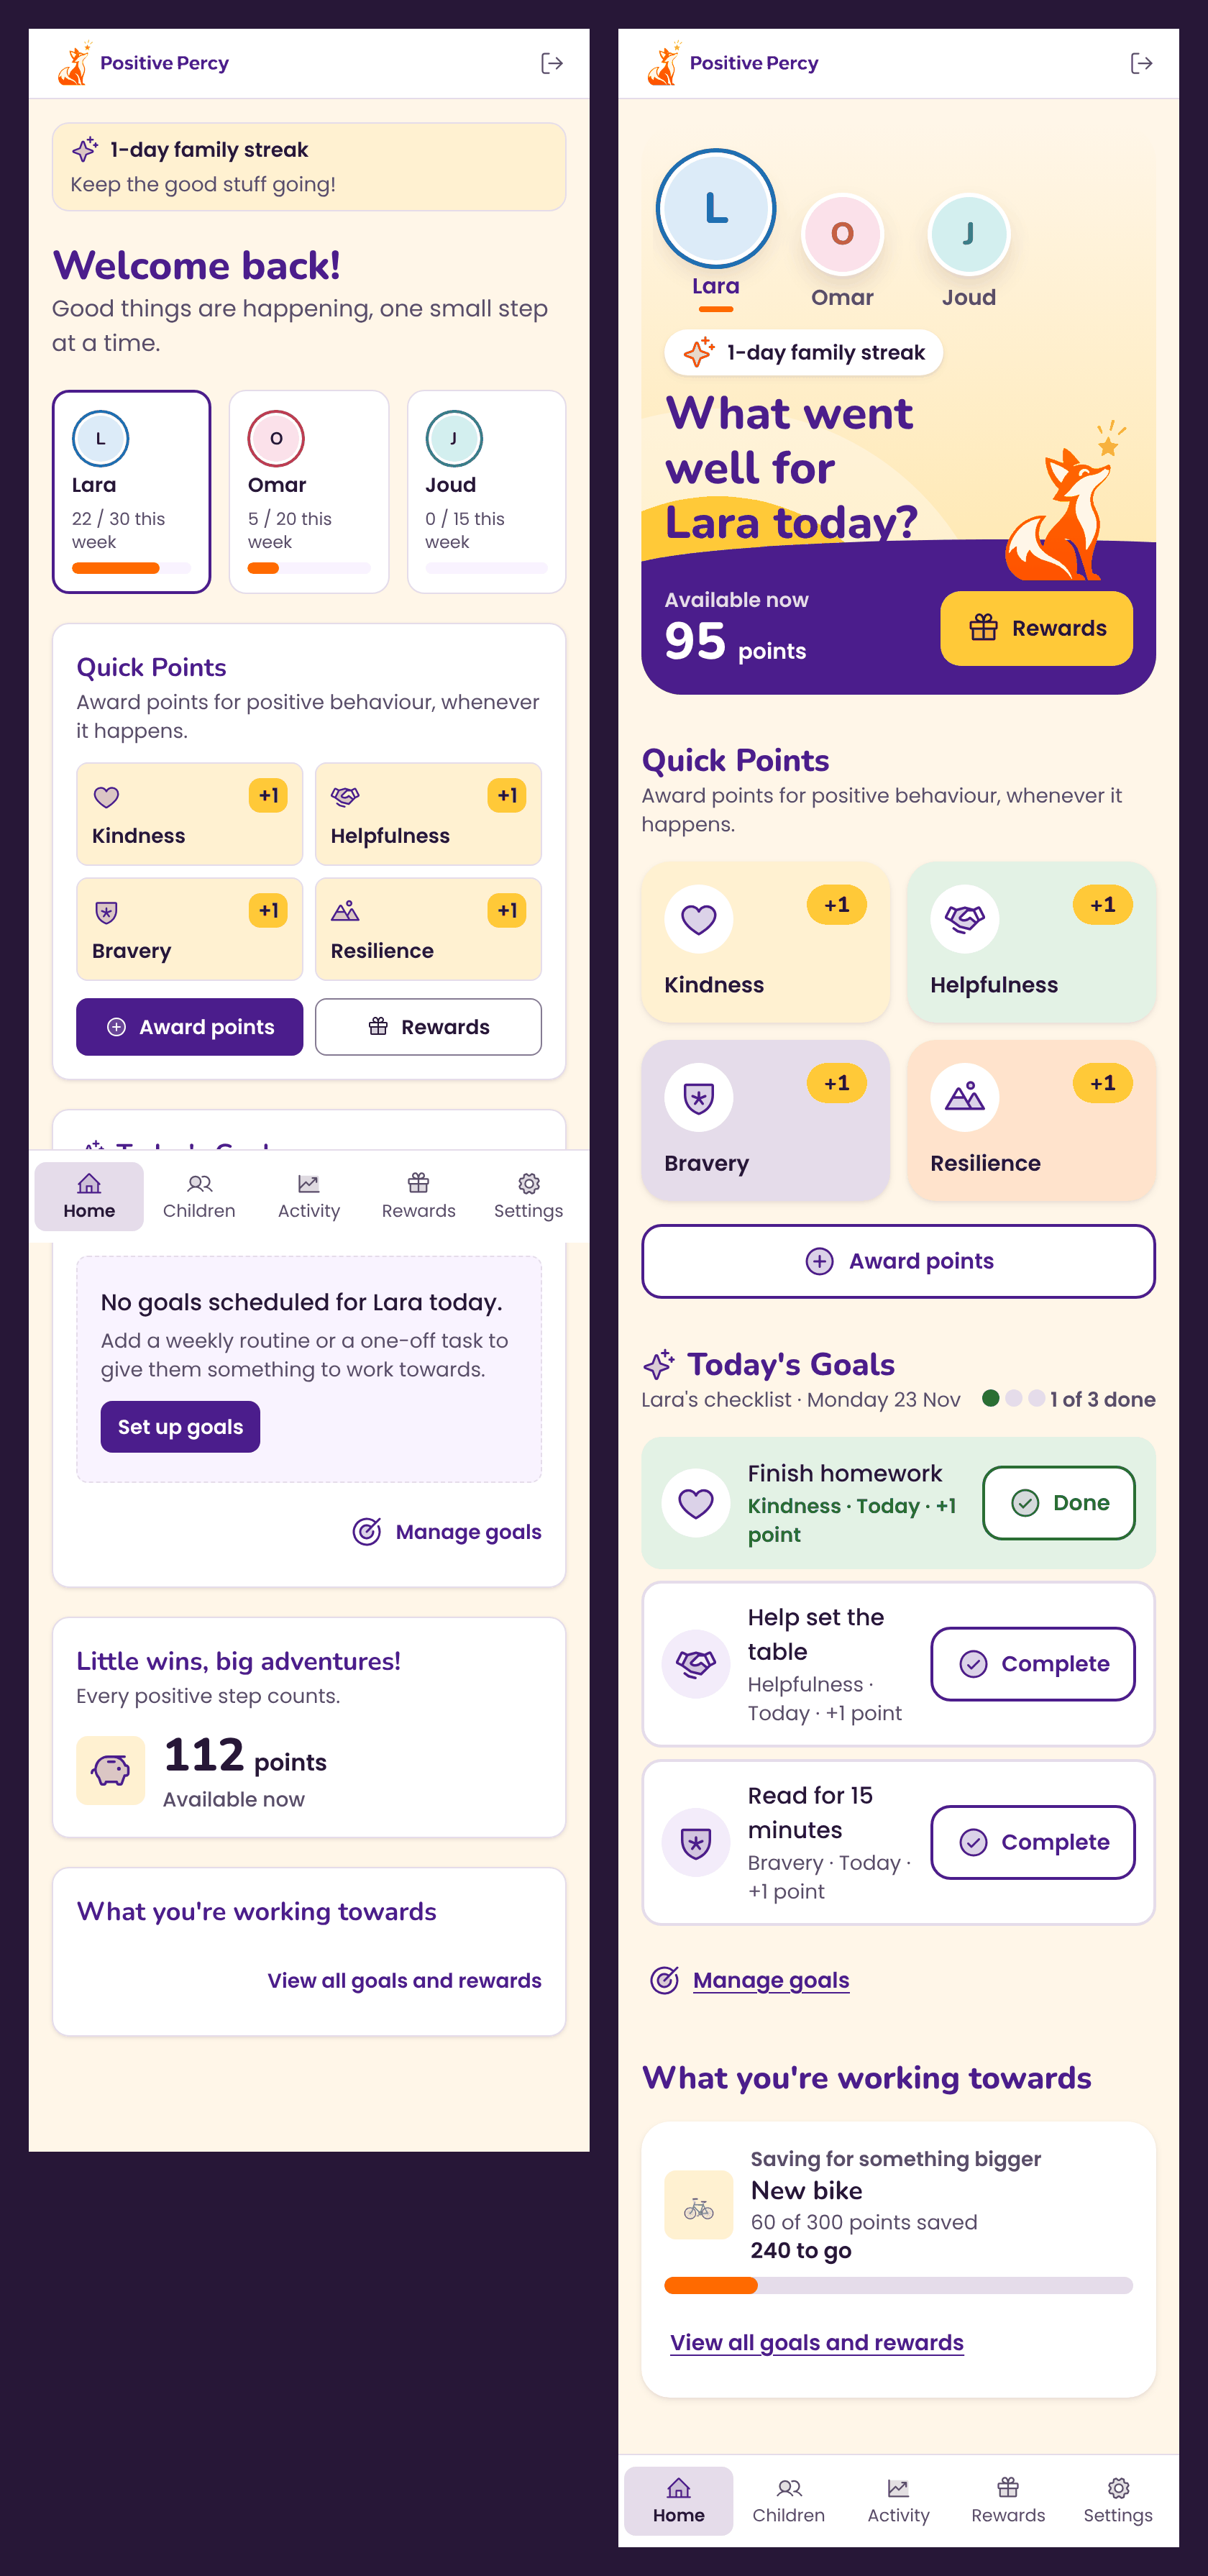 Positive Percy
1-day family streak
Keep the good stuff going!
Welcome back!
Good things are happening, one small step
at a time.
L
O
J
Lara
Omar
Joud
22 / 30 this
week
5 / 20 this
week
0 / 15 this
week
Quick Points
Award points for positive behaviour, whenever
it happens.
+1
Kindness
+1
Helpfulness
+1
Bravery
+1
Resilience
Award points
Rewards
Home
Children
Activity
Rewards
Settings
No goals scheduled for Lara today.
Add a weekly routine or a one-off task to
give them something to work towards.
Set up goals
Manage goals
Little wins, big adventures!
Every positive step counts.
112 points
Available now
What you're working towards
View all goals and rewards
Positive Percy
L
O
J
Lara
Omar
Joud
1-day family streak
What went
well for
Lara today?
Available now
95 points
Rewards
Quick Points
Award points for positive behaviour, whenever it
happens.
+1
Kindness
+1
Helpfulness
+1
Bravery
+1
Resilience
Award points
Today's Goals
Lara's checklist · Monday 23 Nov
1 of 3 done
Finish homework
Kindness · Today · +1
point
Done
Help set the
table
Helpfulness ·
Today · +1 point
Complete
Read for 15
minutes
Bravery · Today ·
+1 point
Complete
Manage goals
What you're working towards
Saving for something bigger
New bike
60 of 300 points saved
240 to go
View all goals and rewards
Home
Children
Activity
Rewards
Settings